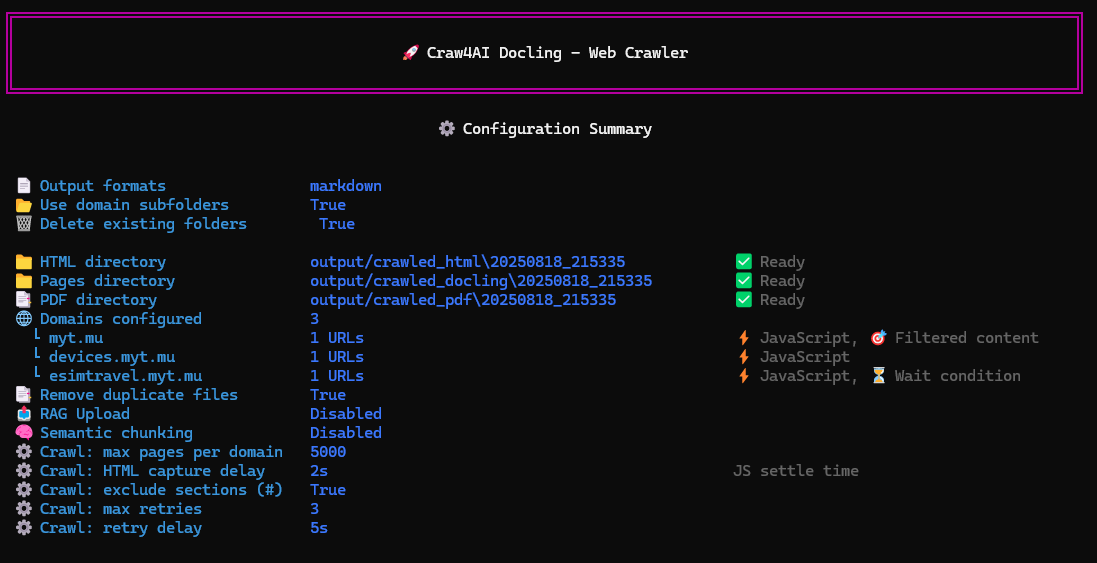 🚀 Craw4AI Docling - Web Crawler
⚙️ Configuration Summary
📄 Output formats markdown
📂 Use domain subfolders True
🗑️ Delete existing folders True
📁 HTML directory output/crawled_html\20250818_215335 ✅ Ready
📁 Pages directory output/crawled_docling\20250818_215335 ✅ Ready
📑 PDF directory output/crawled_pdf\20250818_215335 ✅ Ready
🌐 Domains configured 3
└ myt.mu 1 URLs ⚡ JavaScript, 🎯 Filtered content
└ devices.myt.mu 1 URLs ⚡ JavaScript
└ esimtravel.myt.mu 1 URLs ⚡ JavaScript, ⏳ Wait condition
📑 Remove duplicate files True
📤 RAG Upload Disabled
🧠 Semantic chunking Disabled
⚙️ Crawl: max pages per domain 5000
⚙️ Crawl: HTML capture delay 2s JS settle time
⚙️ Crawl: exclude sections (#) True
⚙️ Crawl: max retries 3
⚙️ Crawl: retry delay 5s